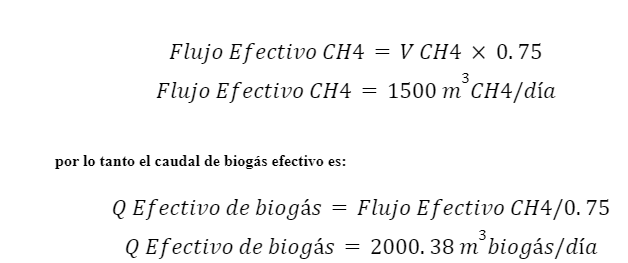 Flujo Efectivo CH4 = V CH4 × 0.75
Flujo Efectivo CH4 = 1500 m³CH4/día
por lo tanto el caudal de biogás efectivo es:
Q Efectivo de biogás = Flujo Efectivo CH4/0.75
Q Efectivo de biogás = 2000.38 m³biogás/día